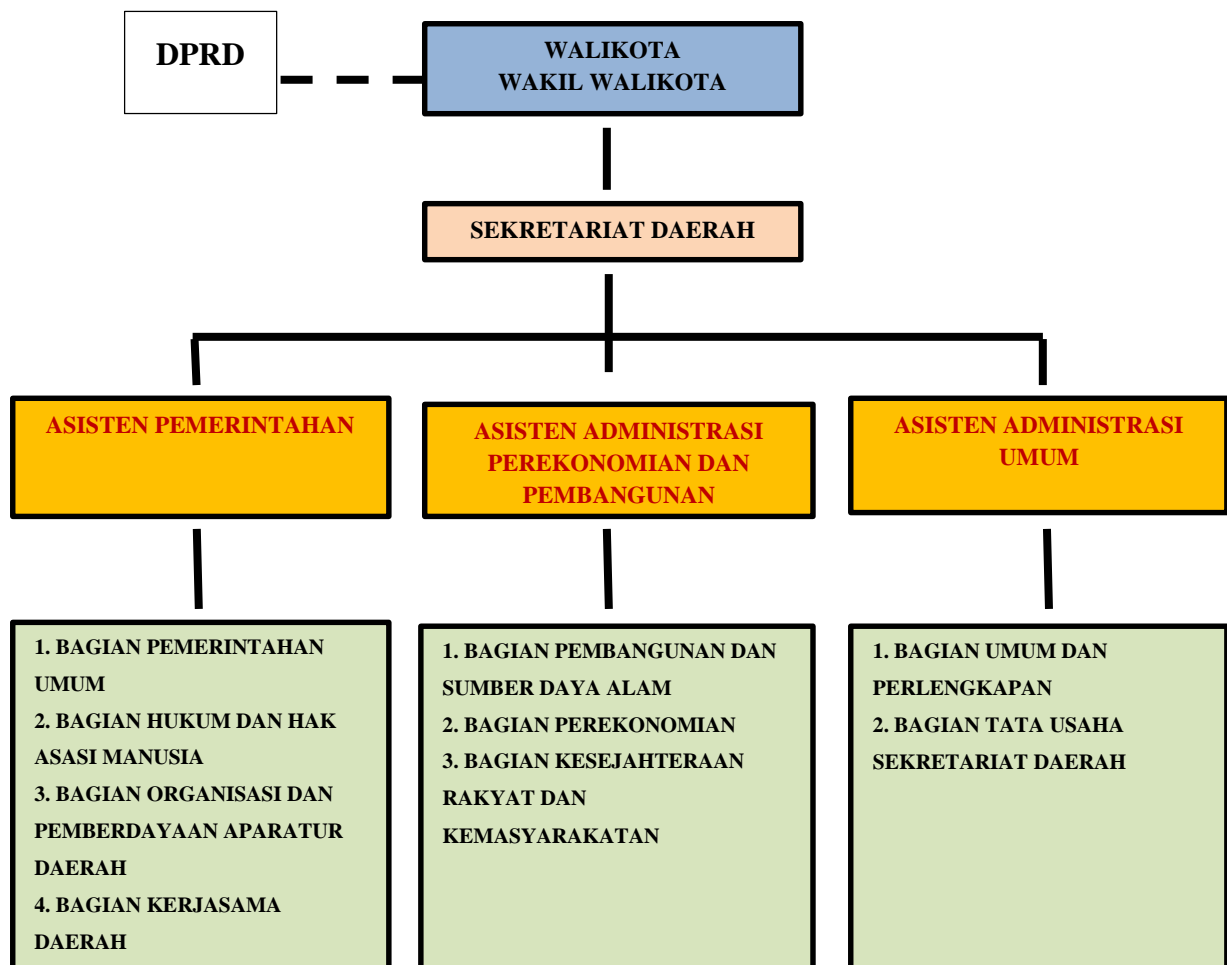 DPRD
WALIKOTA
WAKIL WALIKOTA
SEKRETARIAT DAERAH
ASISTEN PEMERINTAHAN
ASISTEN ADMINISTRASI
PEREKONOMIAN DAN
PEMBANGUNAN
ASISTEN ADMINISTRASI
UMUM
1. BAGIAN PEMERINTAHAN
UMUM
2. BAGIAN HUKUM DAN HAK
ASASI MANUSIA
3. BAGIAN ORGANISASI DAN
PEMBERDAYAAN APARATUR
DAERAH
4. BAGIAN KERJASAMA
DAERAH
1. BAGIAN PEMBANGUNAN DAN
SUMBER DAYA ALAM
2. BAGIAN PEREKONOMIAN
3. BAGIAN KESEJAHTERAAN
RAKYAT DAN
KEMASYARAKATAN
1. BAGIAN UMUM DAN
PERLENGKAPAN
2. BAGIAN TATA USAHA
SEKRETARIAT DAERAH